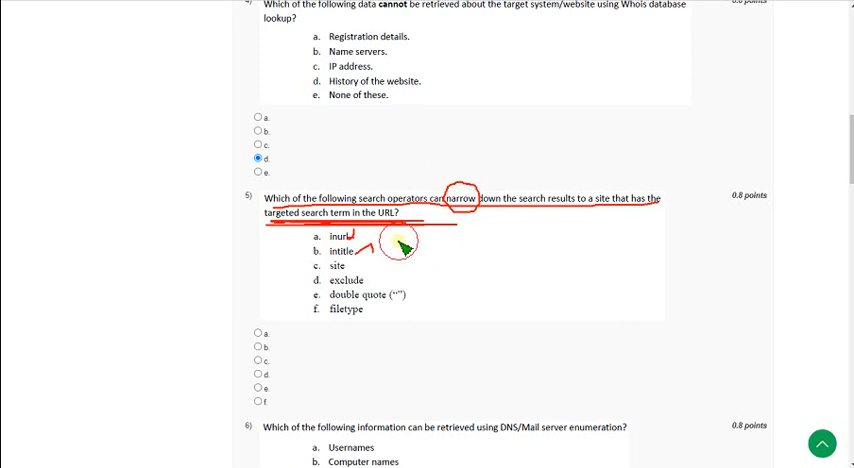 4) Which of the following data cannot be retrieved about the target system/website using Whois database 0.8 points
lookup?
a. Registration details.
b. Name servers.
c. IP address.
d. History of the website.
e. None of these.
a.
b.
c.
d.
e.
5) Which of the following search operators can narrow down the search results to a site that has the 0.8 points
targeted search term in the URL?
a. inurl
b. intitle
c. site
d. exclude
e. double quote (“”)
f. filetype
a.
b.
c.
d.
e.
f.
6) Which of the following information can be retrieved using DNS/Mail server enumeration? 0.8 points
a. Usernames
b. Computer names